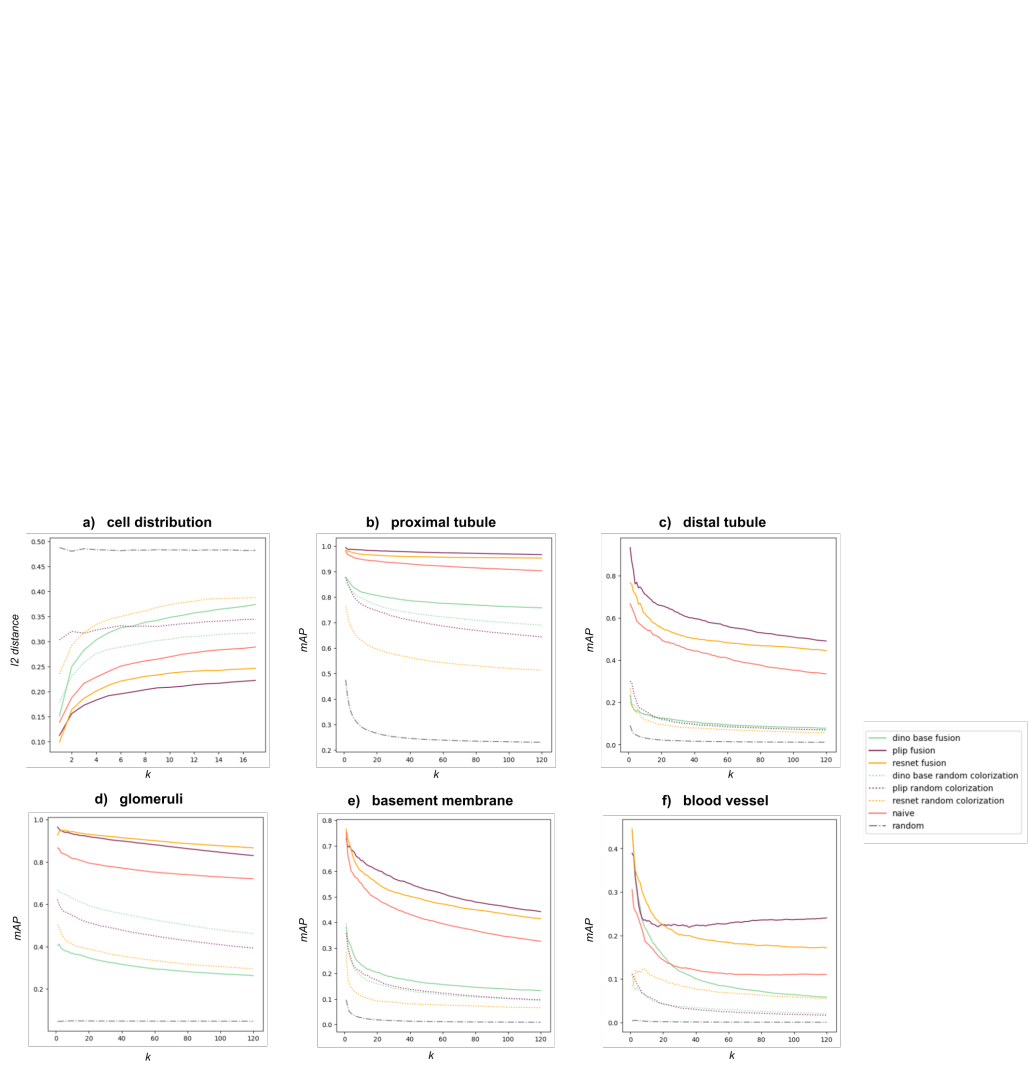 a) cell distribution
b) proximal tubule
c) distal tubule
0.50
0.45
0.40
0.35
0.30
0.25
0.20
0.15
0.10
l2 distance
2 4 6 8 10 12 14 16
k
1.0
0.9
0.8
0.7
0.6
0.5
0.4
0.3
0.2
mAP
0 20 40 60 80 100 120
k
0.8
0.6
0.4
0.2
0.0
mAP
0 20 40 60 80 100 120
k
dino base fusion
plip fusion
resnet fusion
dino base random colorization
plip random colorization
resnet random colorization
naive
random
d) glomeruli
e) basement membrane
f) blood vessel
1.0
0.8
0.6
0.4
0.2
mAP
0 20 40 60 80 100 120
k
0.8
0.7
0.6
0.5
0.4
0.3
0.2
0.1
0.0
mAP
0 20 40 60 80 100 120
k
0.4
0.3
0.2
0.1
0.0
mAP
0 20 40 60 80 100 120
k